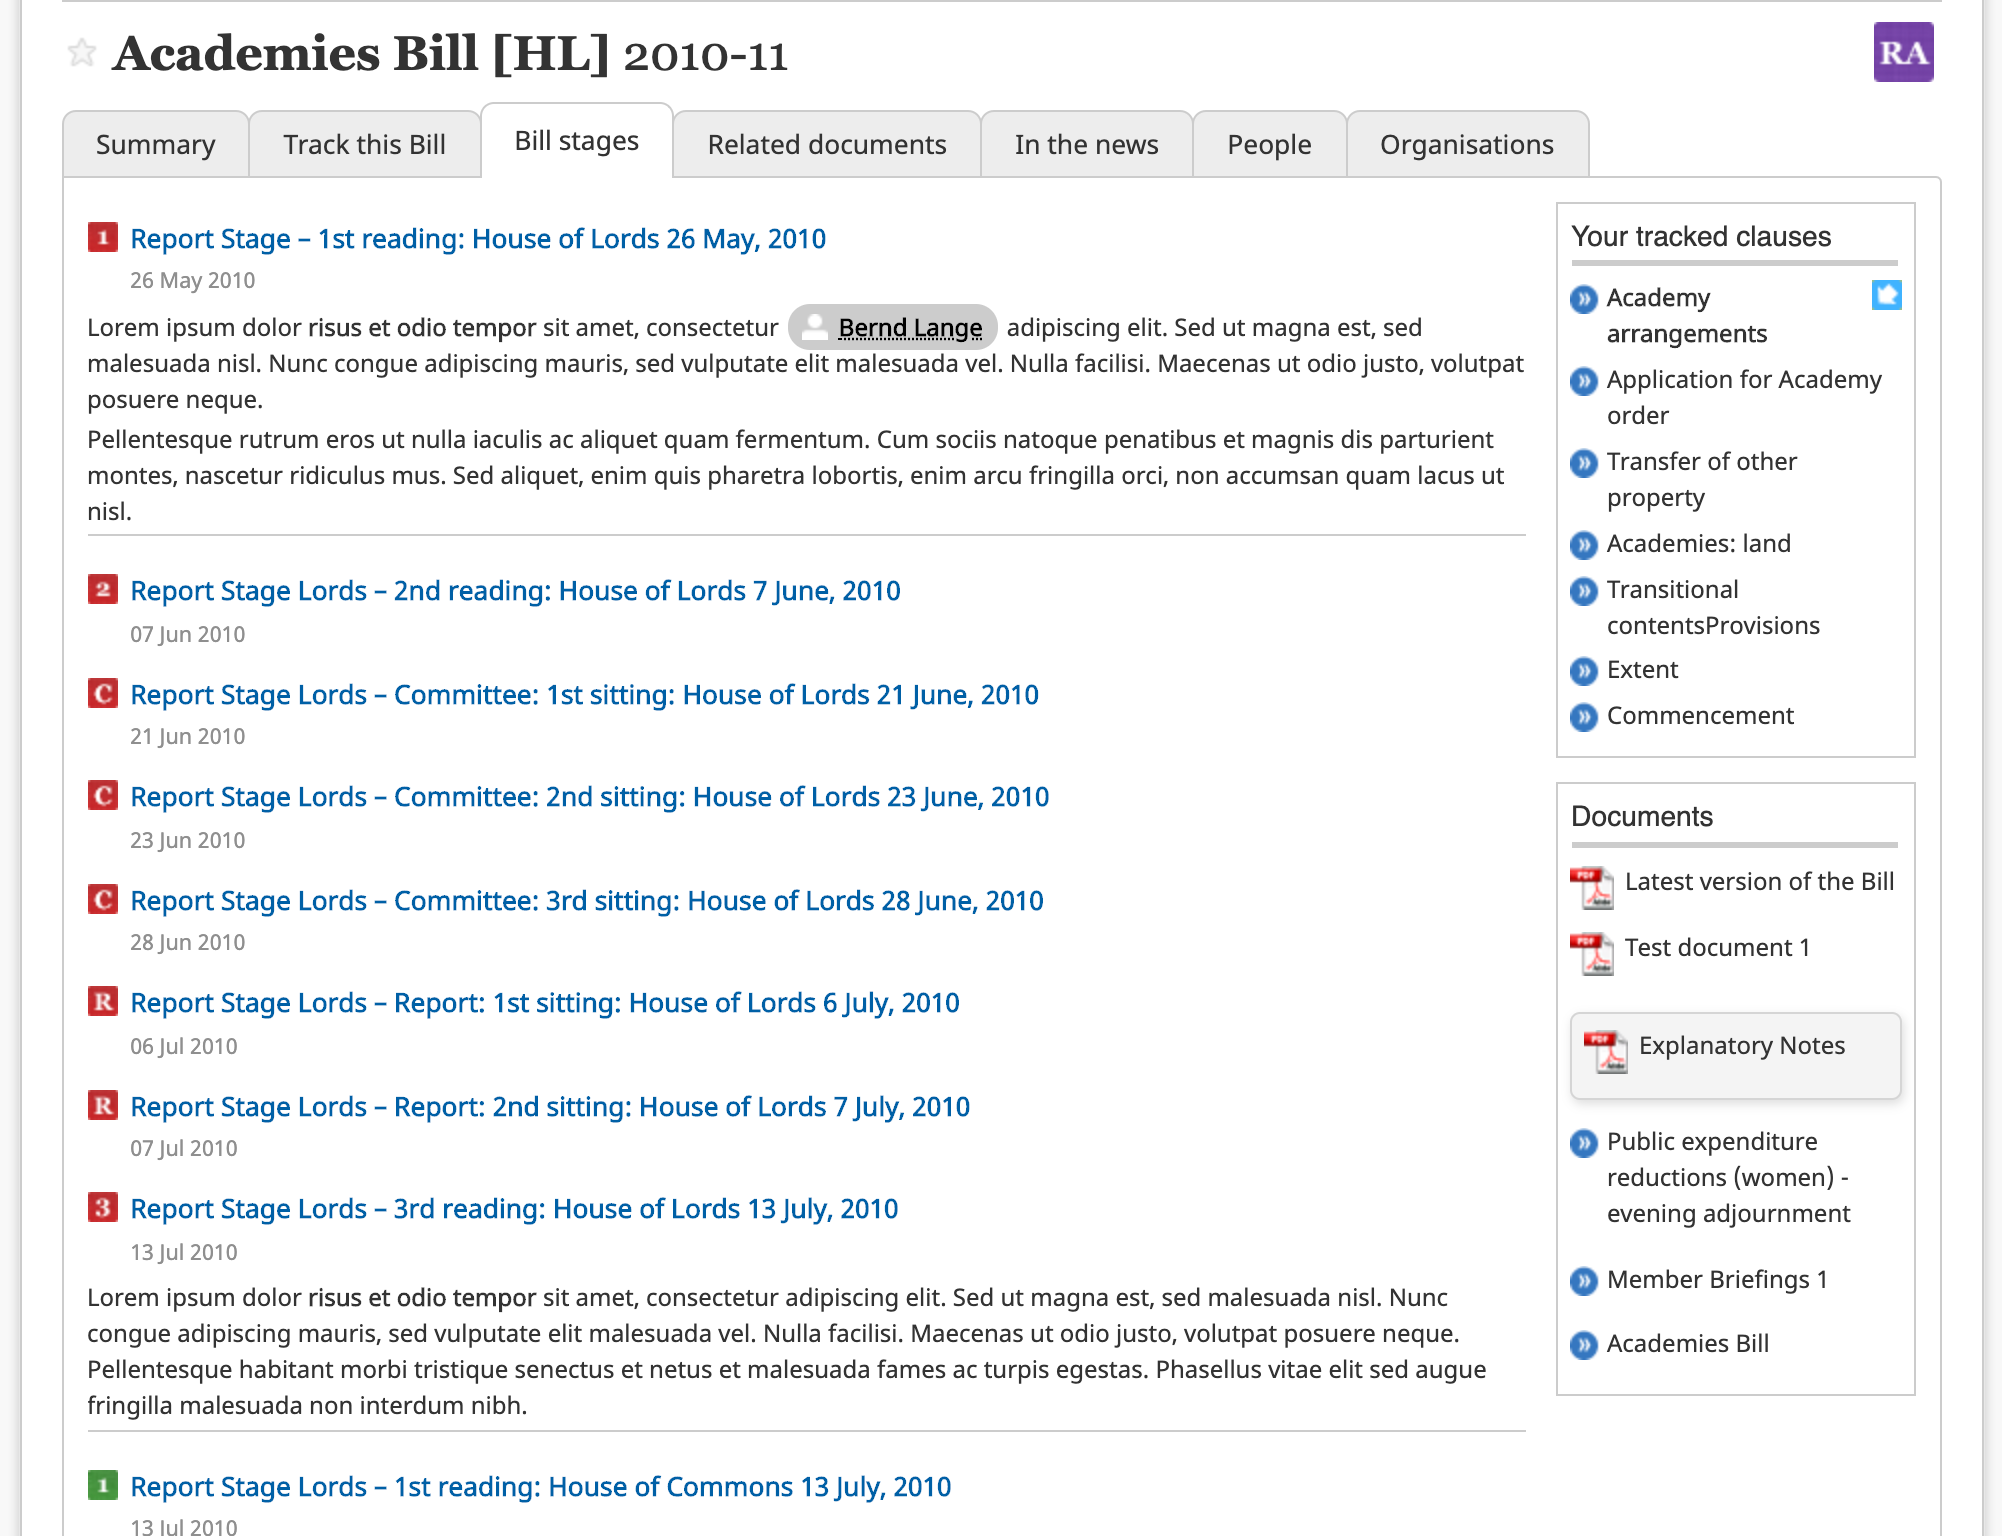 Academies Bill [HL] 2010-11
RA
Summary
Track this Bill
Bill stages
Related documents
In the news
People
Organisations
1 Report Stage – 1st reading: House of Lords 26 May, 2010
26 May 2010
Lorem ipsum dolor risus et odio tempor sit amet, consectetur Bernd Lange adipiscing elit. Sed ut magna est, sed
malesuada nisl. Nunc congue adipiscing mauris, sed vulputate elit malesuada vel. Nulla facilisi. Maecenas ut odio justo, volutpat
posuere neque.
Pellentesque rutrum eros ut nulla iaculis ac aliquet quam fermentum. Cum sociis natoque penatibus et magnis dis parturient
montes, nascetur ridiculus mus. Sed aliquet, enim quis pharetra lobortis, enim arcu fringilla orci, non accumsan quam lacus ut
nisl.
2 Report Stage Lords – 2nd reading: House of Lords 7 June, 2010
07 Jun 2010
C Report Stage Lords – Committee: 1st sitting: House of Lords 21 June, 2010
21 Jun 2010
C Report Stage Lords – Committee: 2nd sitting: House of Lords 23 June, 2010
23 Jun 2010
C Report Stage Lords – Committee: 3rd sitting: House of Lords 28 June, 2010
28 Jun 2010
R Report Stage Lords – Report: 1st sitting: House of Lords 6 July, 2010
06 Jul 2010
R Report Stage Lords – Report: 2nd sitting: House of Lords 7 July, 2010
07 Jul 2010
3 Report Stage Lords – 3rd reading: House of Lords 13 July, 2010
13 Jul 2010
Lorem ipsum dolor risus et odio tempor sit amet, consectetur adipiscing elit. Sed ut magna est, sed malesuada nisl. Nunc
congue adipiscing mauris, sed vulputate elit malesuada vel. Nulla facilisi. Maecenas ut odio justo, volutpat posuere neque.
Pellentesque habitant morbi tristique senectus et netus et malesuada fames ac turpis egestas. Phasellus vitae elit sed augue
fringilla malesuada non interdum nibh.
1 Report Stage Lords – 1st reading: House of Commons 13 July, 2010
13 Jul 2010
Your tracked clauses
Academy
arrangements
Application for Academy
order
Transfer of other
property
Academies: land
Transitional
contentsProvisions
Extent
Commencement
Documents
PDF Adobe Latest version of the Bill
PDF Adobe Test document 1
PDF Adobe Explanatory Notes
Public expenditure
reductions (women) -
evening adjournment
Member Briefings 1
Academies Bill